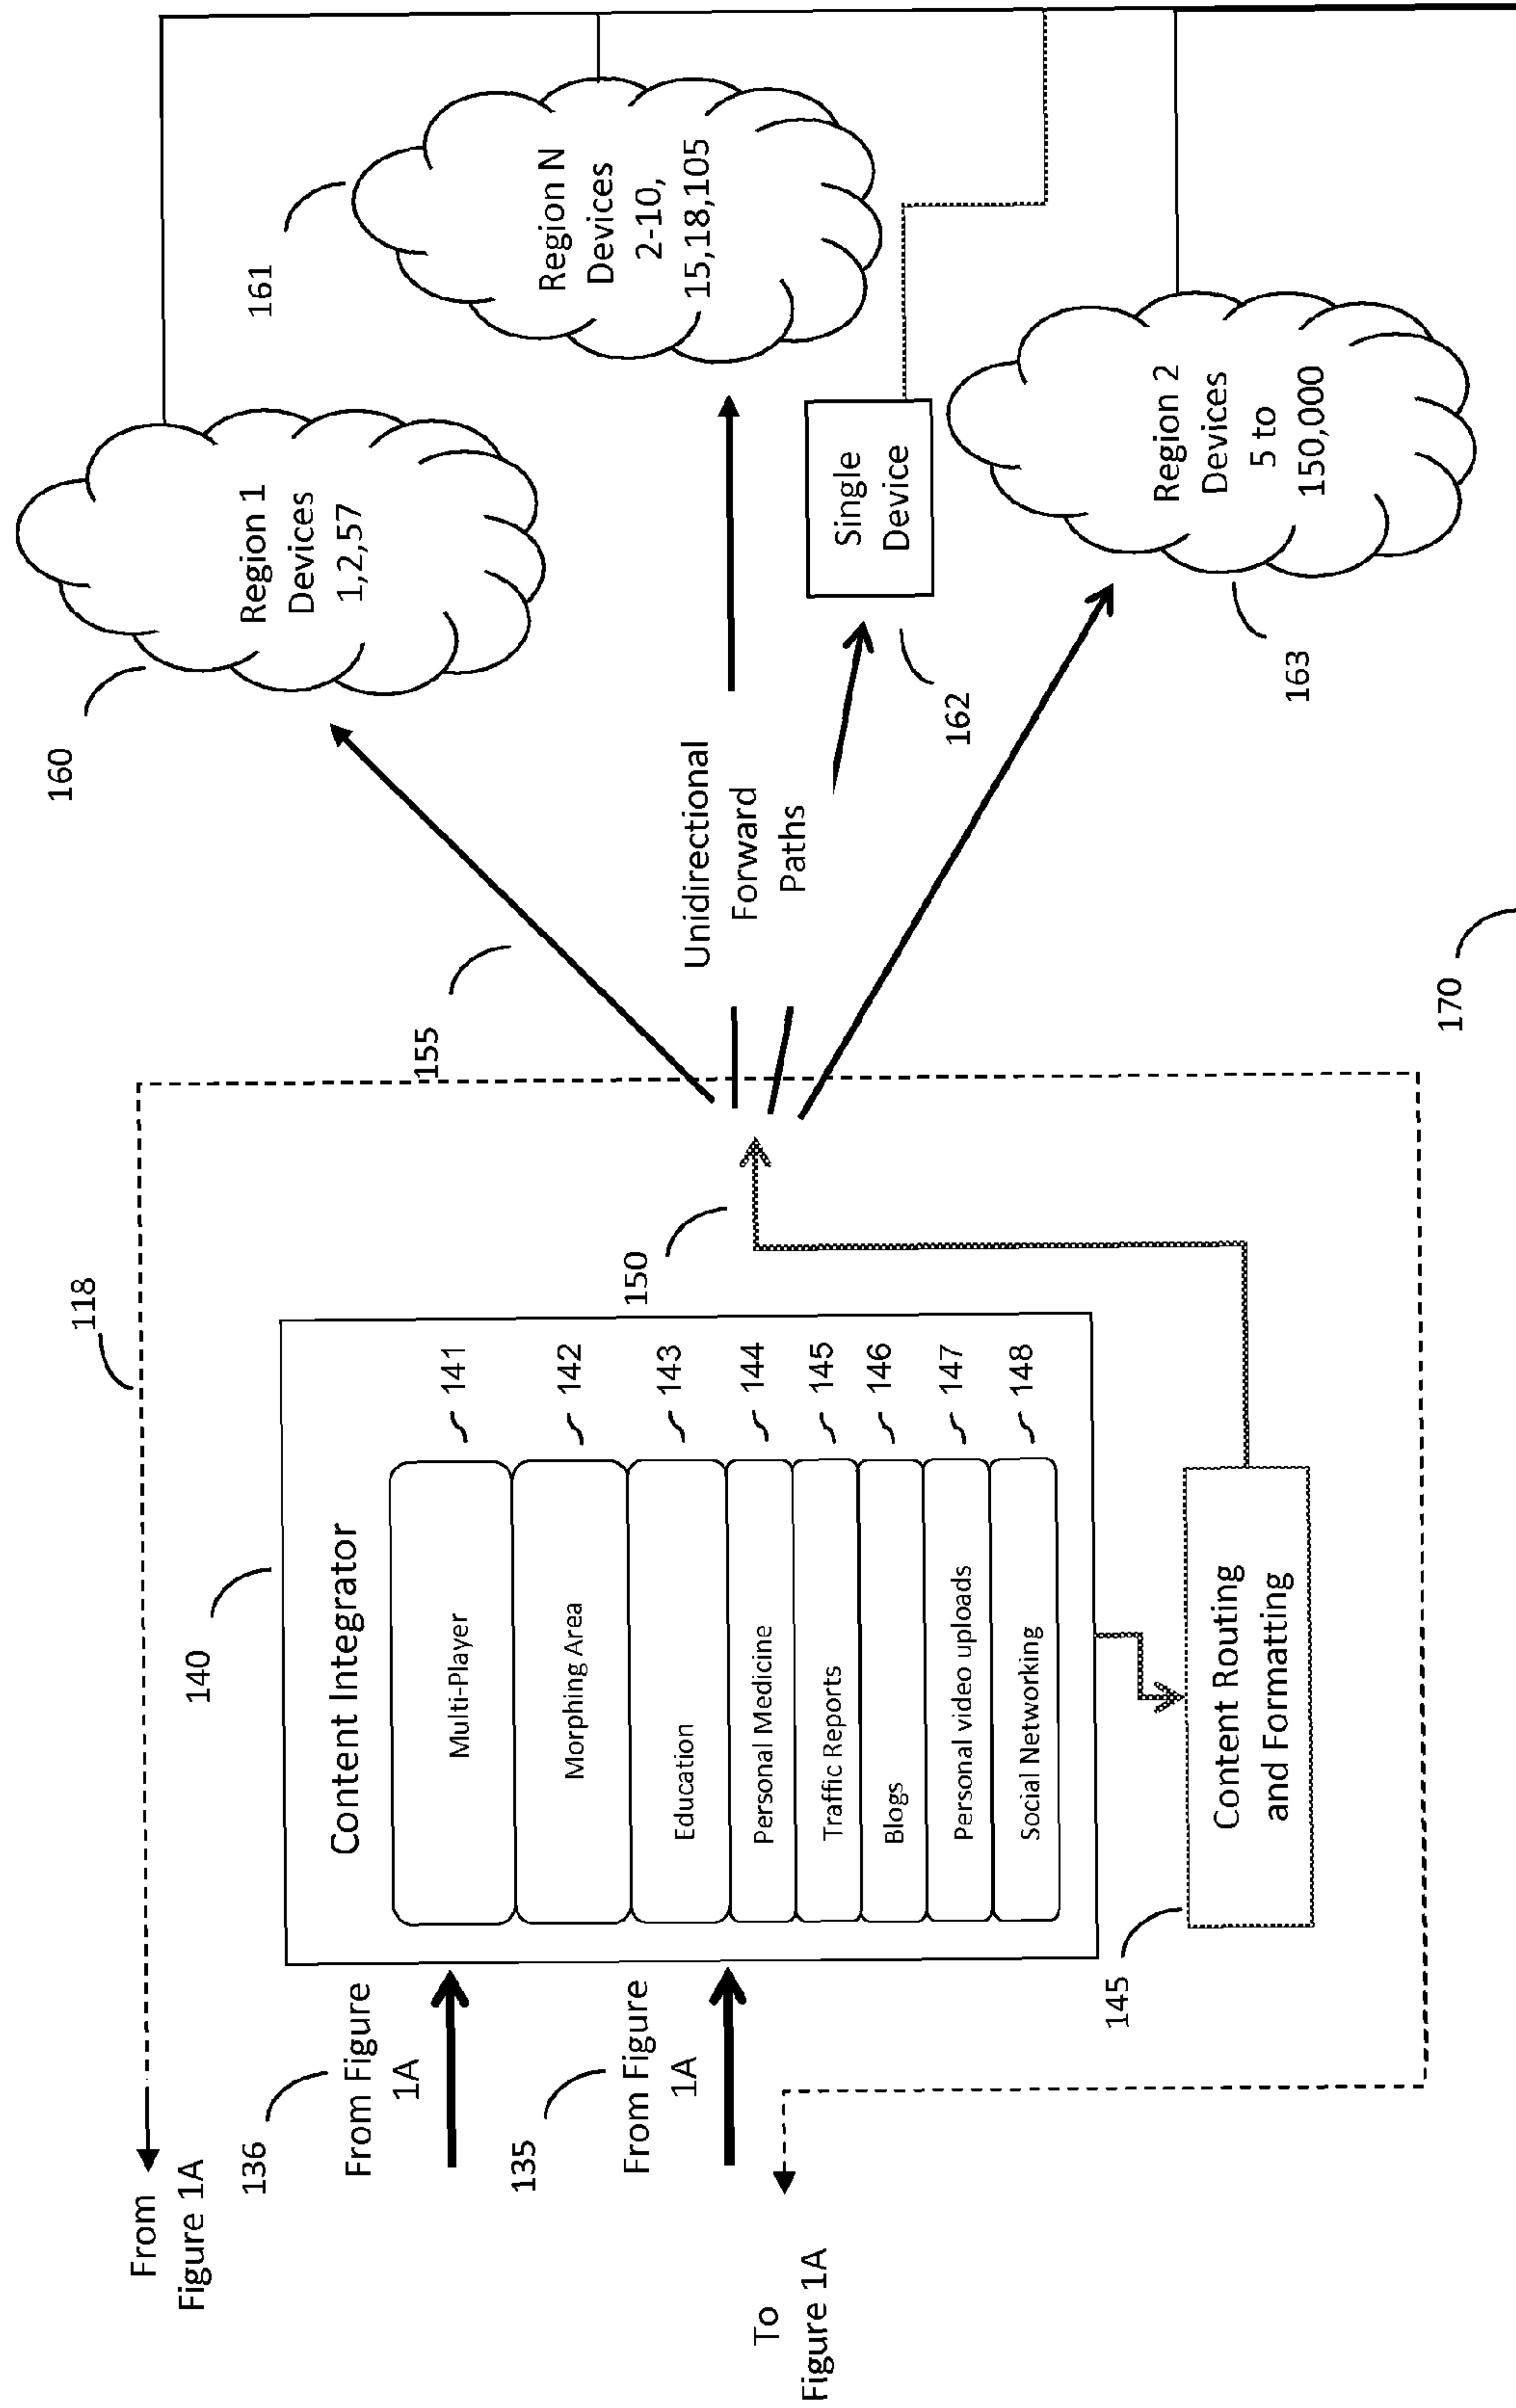 From
Figure 1A
136
From Figure
1A
135
From Figure
1A
To
Figure 1A
118
140
Content Integrator
Multi-Player
141
Morphing Area
142
Education
143
Personal Medicine
144
Traffic Reports
145
Blogs
146
Personal video uploads
147
Social Networking
148
145
Content Routing
and Formatting
150
155
Unidirectional
Forward
Paths
160
Region 1
Devices
1,2,57
161
Region N
Devices
2-10,
15,18,105
162
Single
Device
163
Region 2
Devices
5 to
150,000
170